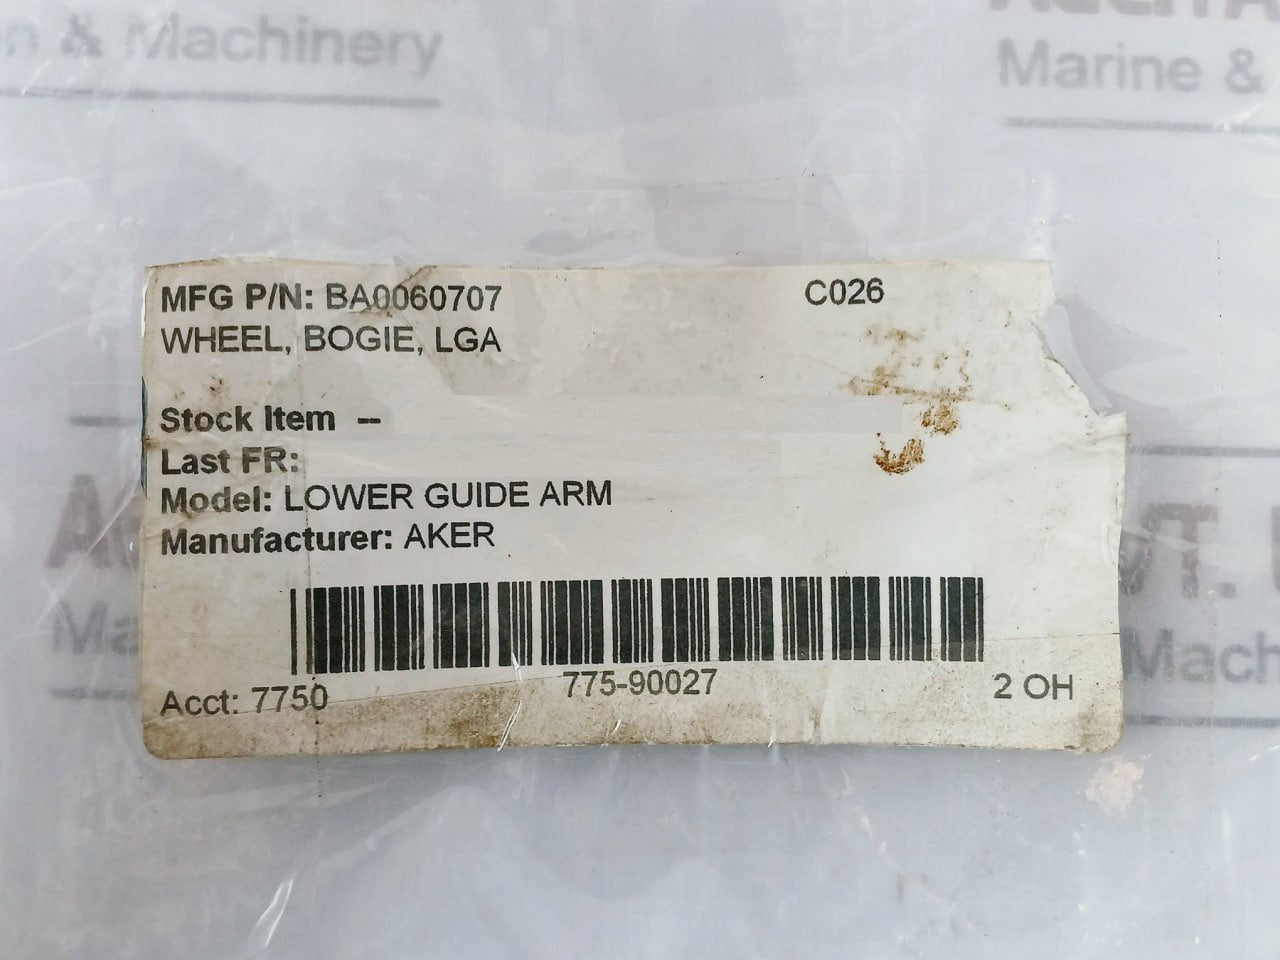 & Machinery
Marine &
MFG P/N: BA0060707
C026
WHEEL, BOGIE, LGA
Stock Item --
Last FR:
Model: LOWER GUIDE ARM
Manufacturer: AKER
775-90027
Acct: 7750
2 OH